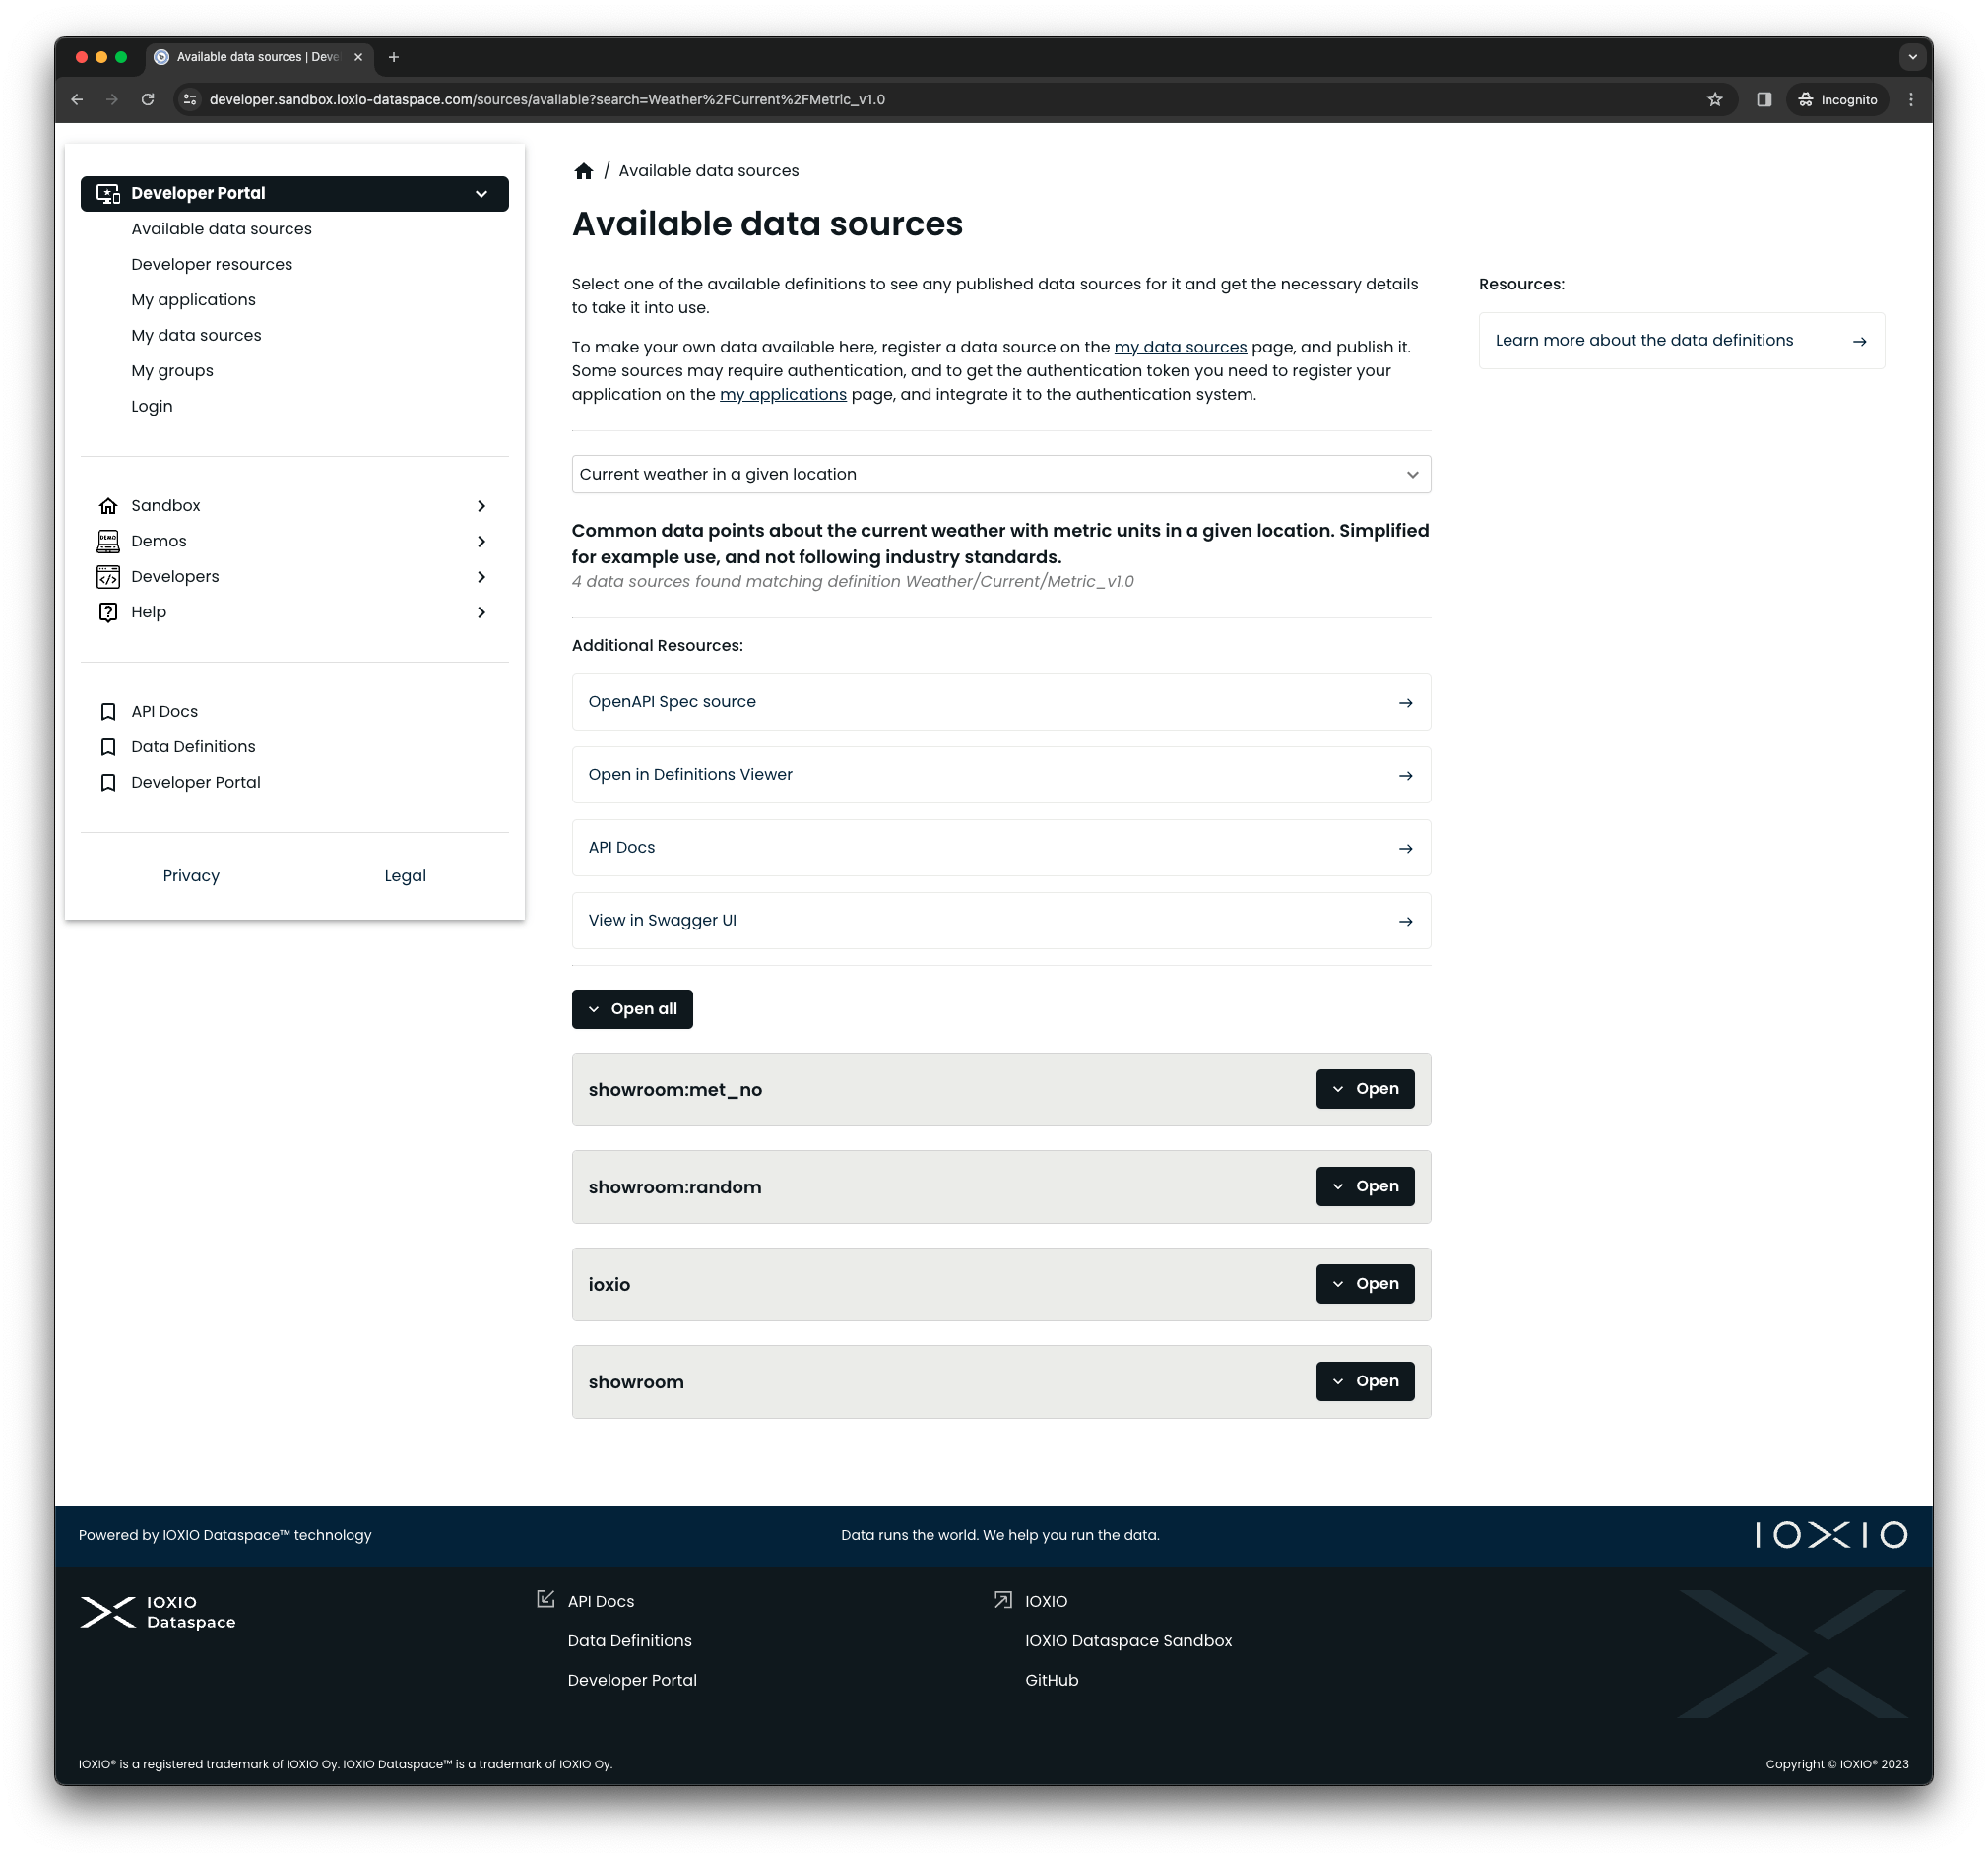 Available data sources | Deve
developer.sandbox.ioxio-dataspace.com/sources/available?search=Weather%2FCurrent%2FMetric_v1.0
Incognito
Developer Portal
Available data sources
Developer resources
My applications
My data sources
My groups
Login
Sandbox
DEMO
Demos
Developers
Help
API Docs
Data Definitions
Developer Portal
Privacy
Legal
/ Available data sources
Available data sources
Select one of the available definitions to see any published data sources for it and get the necessary details
to take it into use.
To make your own data available here, register a data source on the my data sources page, and publish it.
Some sources may require authentication, and to get the authentication token you need to register your
application on the my applications page, and integrate it to the authentication system.
Current weather in a given location
Common data points about the current weather with metric units in a given location. Simplified
for example use, and not following industry standards.
4 data sources found matching definition Weather/Current/Metric_v1.0
Additional Resources:
OpenAPI Spec source
Open in Definitions Viewer
API Docs
View in Swagger UI
Open all
showroom:met_no
Open
showroom:random
Open
ioxio
Open
showroom
Open
Resources:
Learn more about the data definitions
Powered by IOXIO Dataspace™ technology
Data runs the world. We help you run the data.
IOXIO
IOXIO
Dataspace
API Docs
Data Definitions
Developer Portal
IOXIO
IOXIO Dataspace Sandbox
GitHub
IOXIO® is a registered trademark of IOXIO Oy. IOXIO Dataspace™ is a trademark of IOXIO Oy.
Copyright © IOXIO® 2023